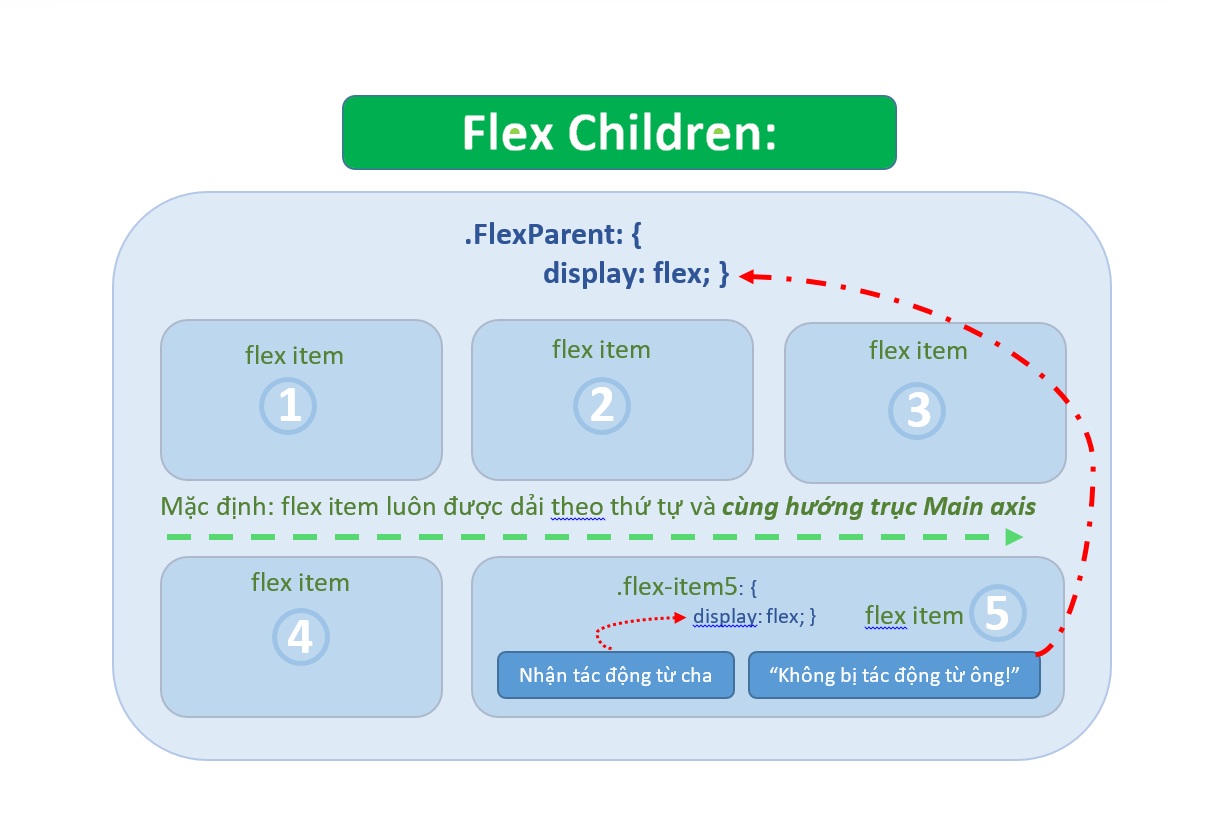 Flex Children:
.FlexParent: {
display: flex; }
flex item
1
flex item
2
flex item
3
Mặc định: flex item luôn được dải theo thứ tự và cùng hướng trục Main axis
flex item
4
.flex-item5: {
display: flex; }
flex item 5
Nhận tác động từ cha
“Không bị tác động từ ông!”